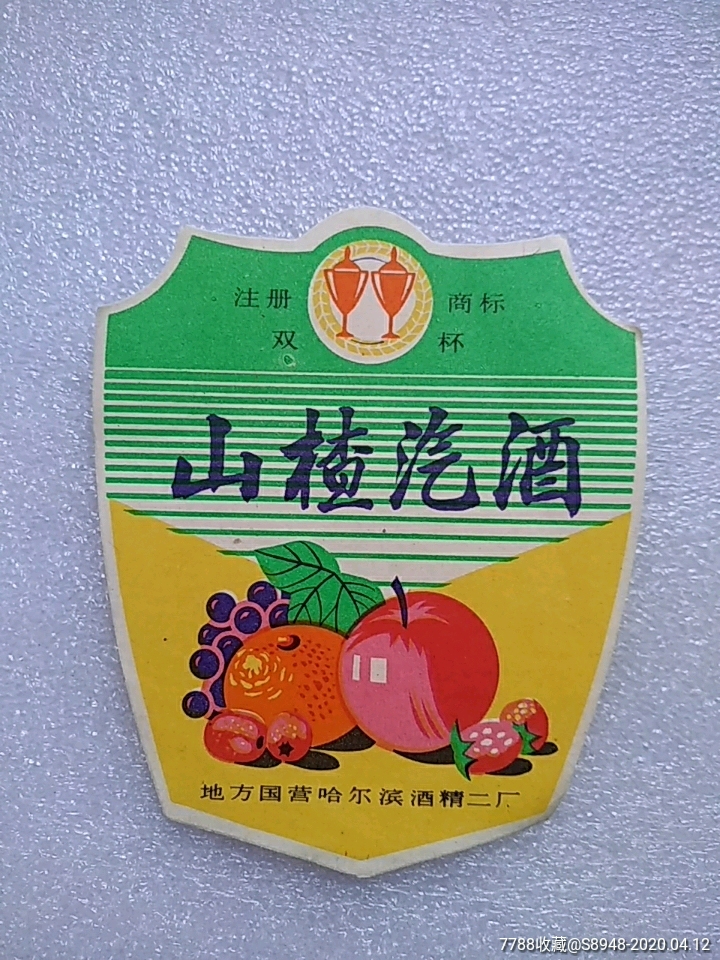 注册 商标
双 杯
山楂汽酒
地方国营哈尔滨酒精二厂
7788收藏@S8948-2020.04.12